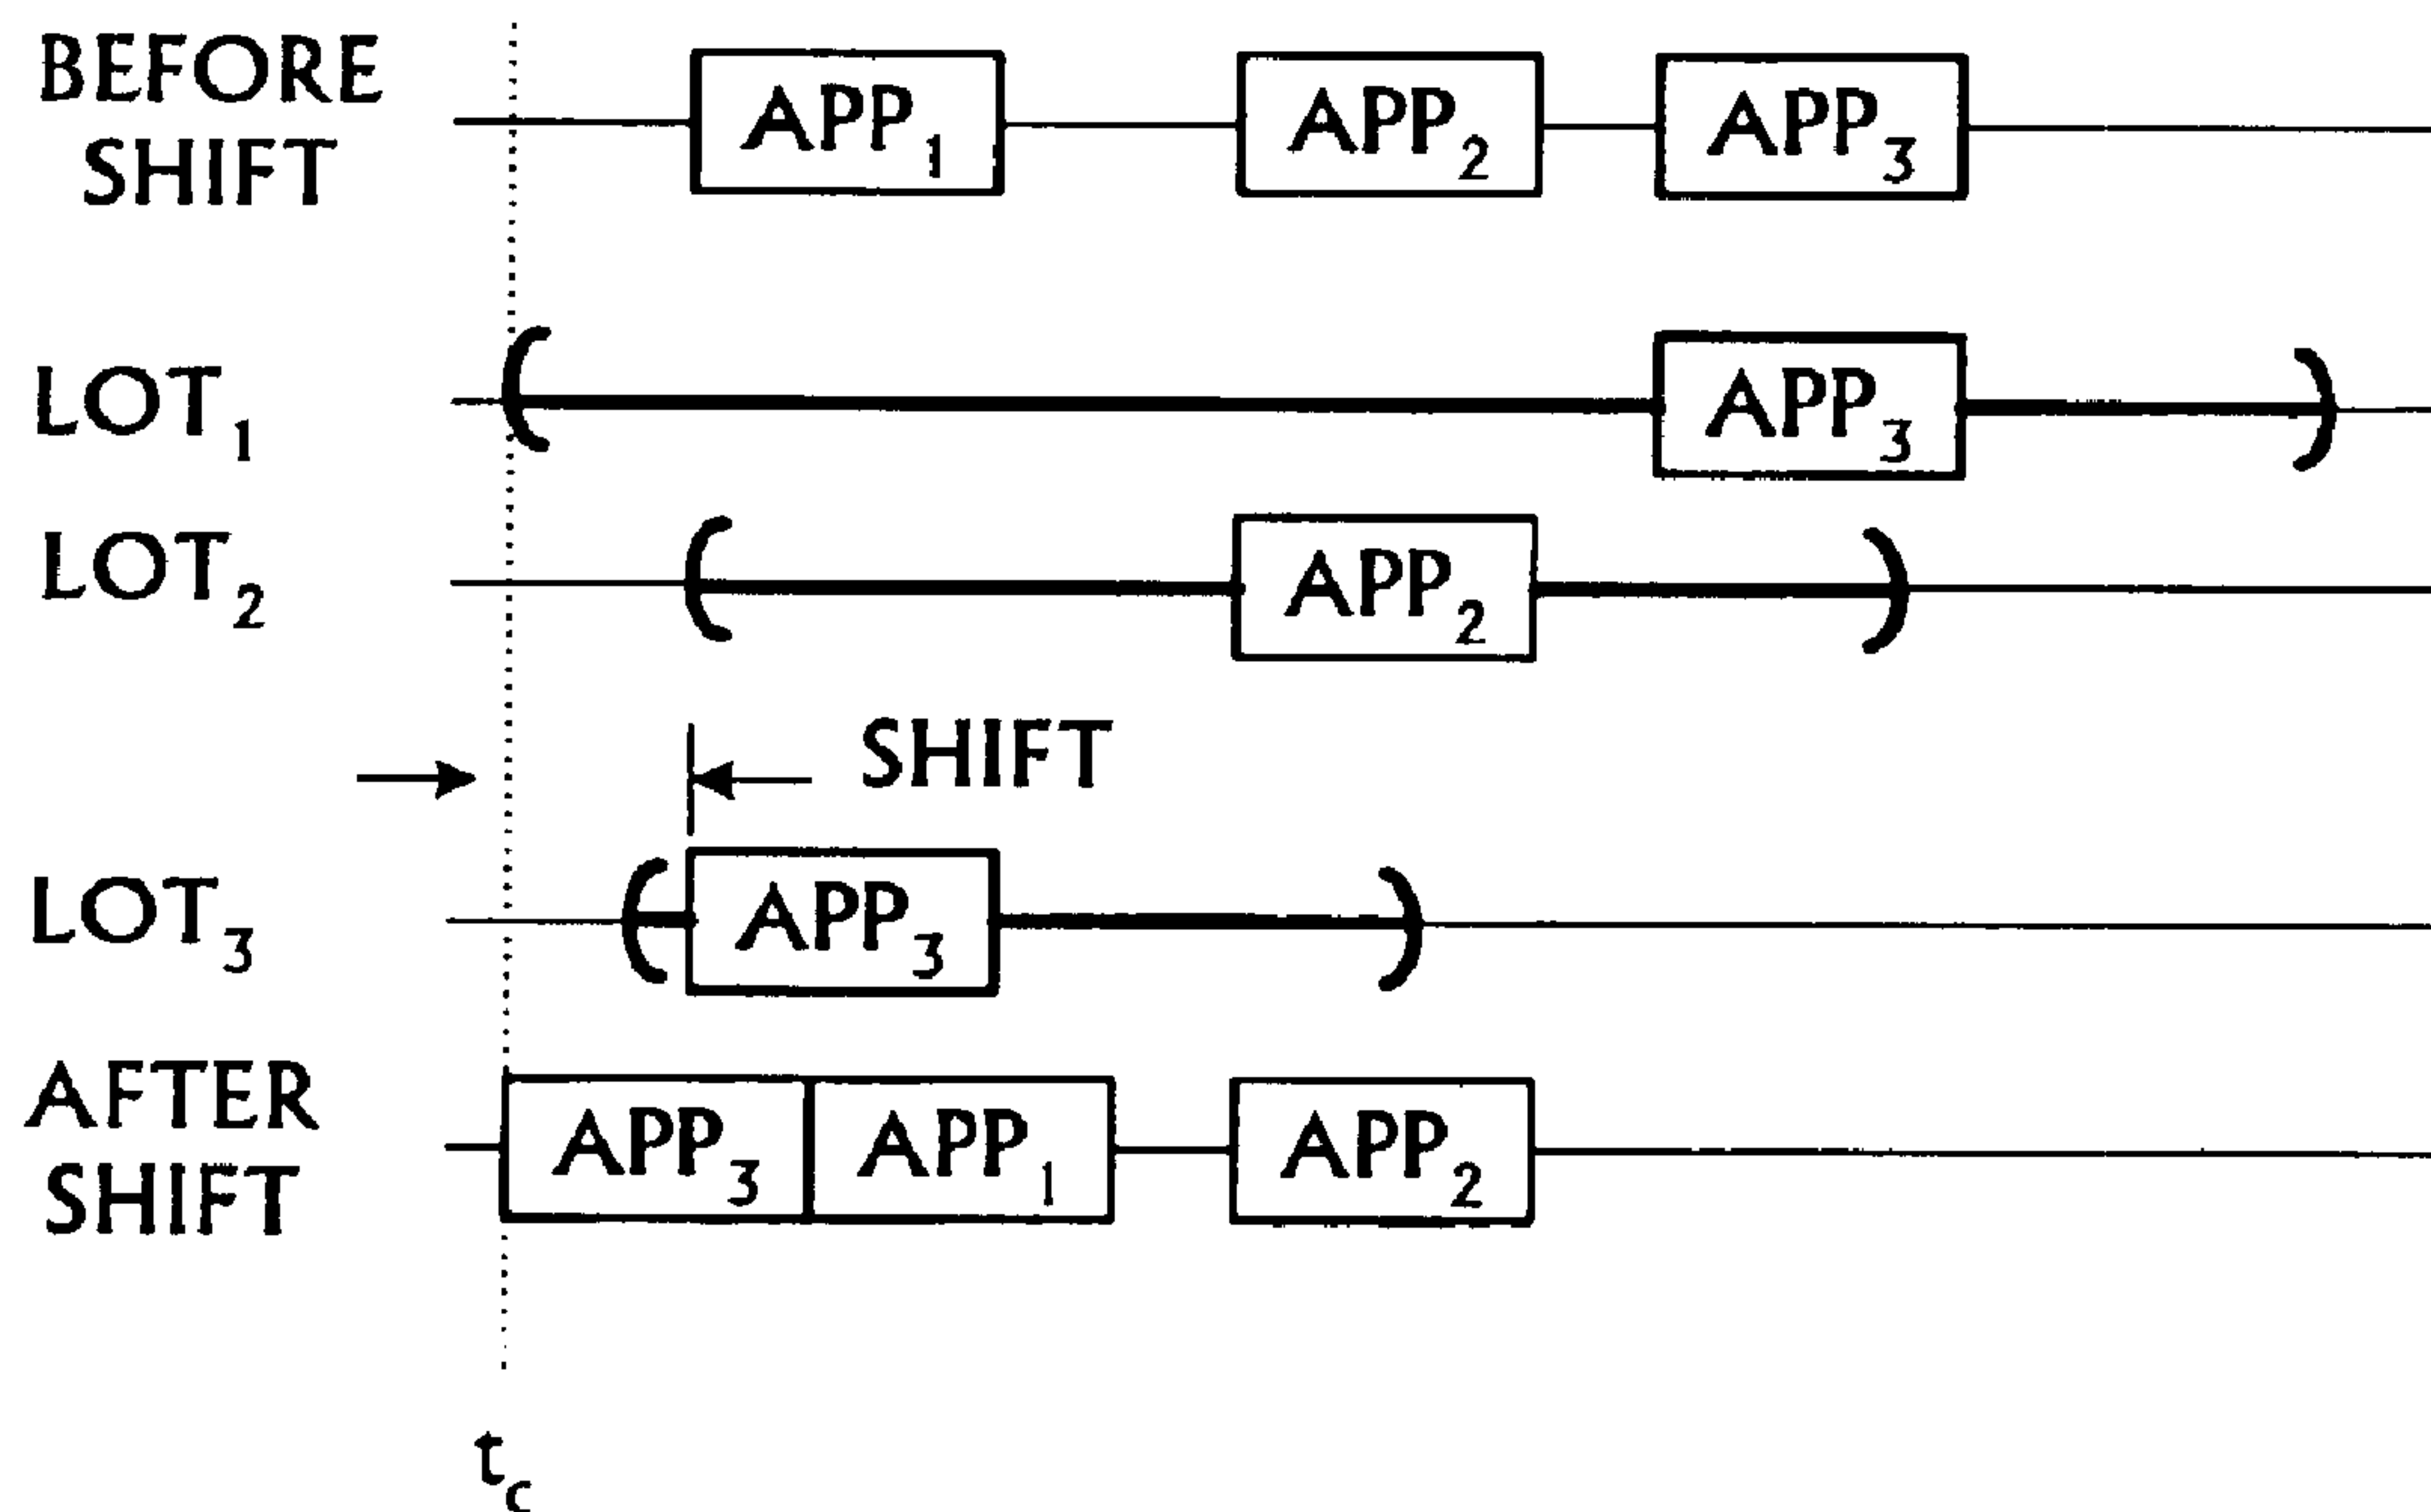 BEFORE
SHIFT
APP1 APP2 APP3
LOT1 APP3
LOT2 APP2
SHIFT
LOT3 APP3
AFTER
SHIFT
APP3 APP1 APP2
tc